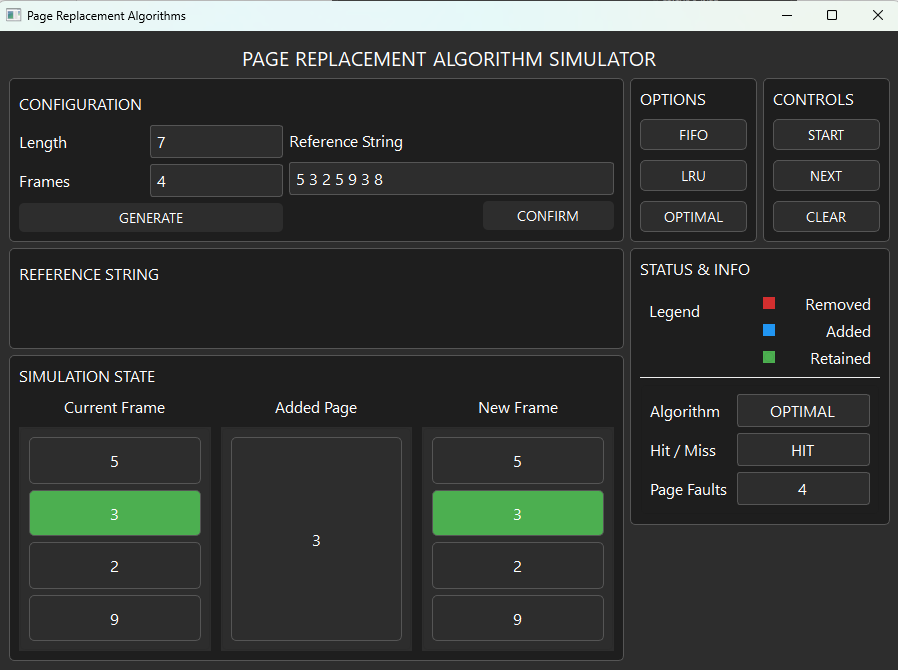 Page Replacement Algorithms
PAGE REPLACEMENT ALGORITHM SIMULATOR
CONFIGURATION
Length
7
Reference String
Frames
4
5 3 2 5 9 3 8
GENERATE
CONFIRM
OPTIONS
FIFO
LRU
OPTIMAL
CONTROLS
START
NEXT
CLEAR
REFERENCE STRING
STATUS & INFO
Legend
Removed
Added
Retained
Algorithm
OPTIMAL
Hit / Miss
HIT
Page Faults
4
SIMULATION STATE
Current Frame
5
3
2
9
Added Page
3
New Frame
5
3
2
9